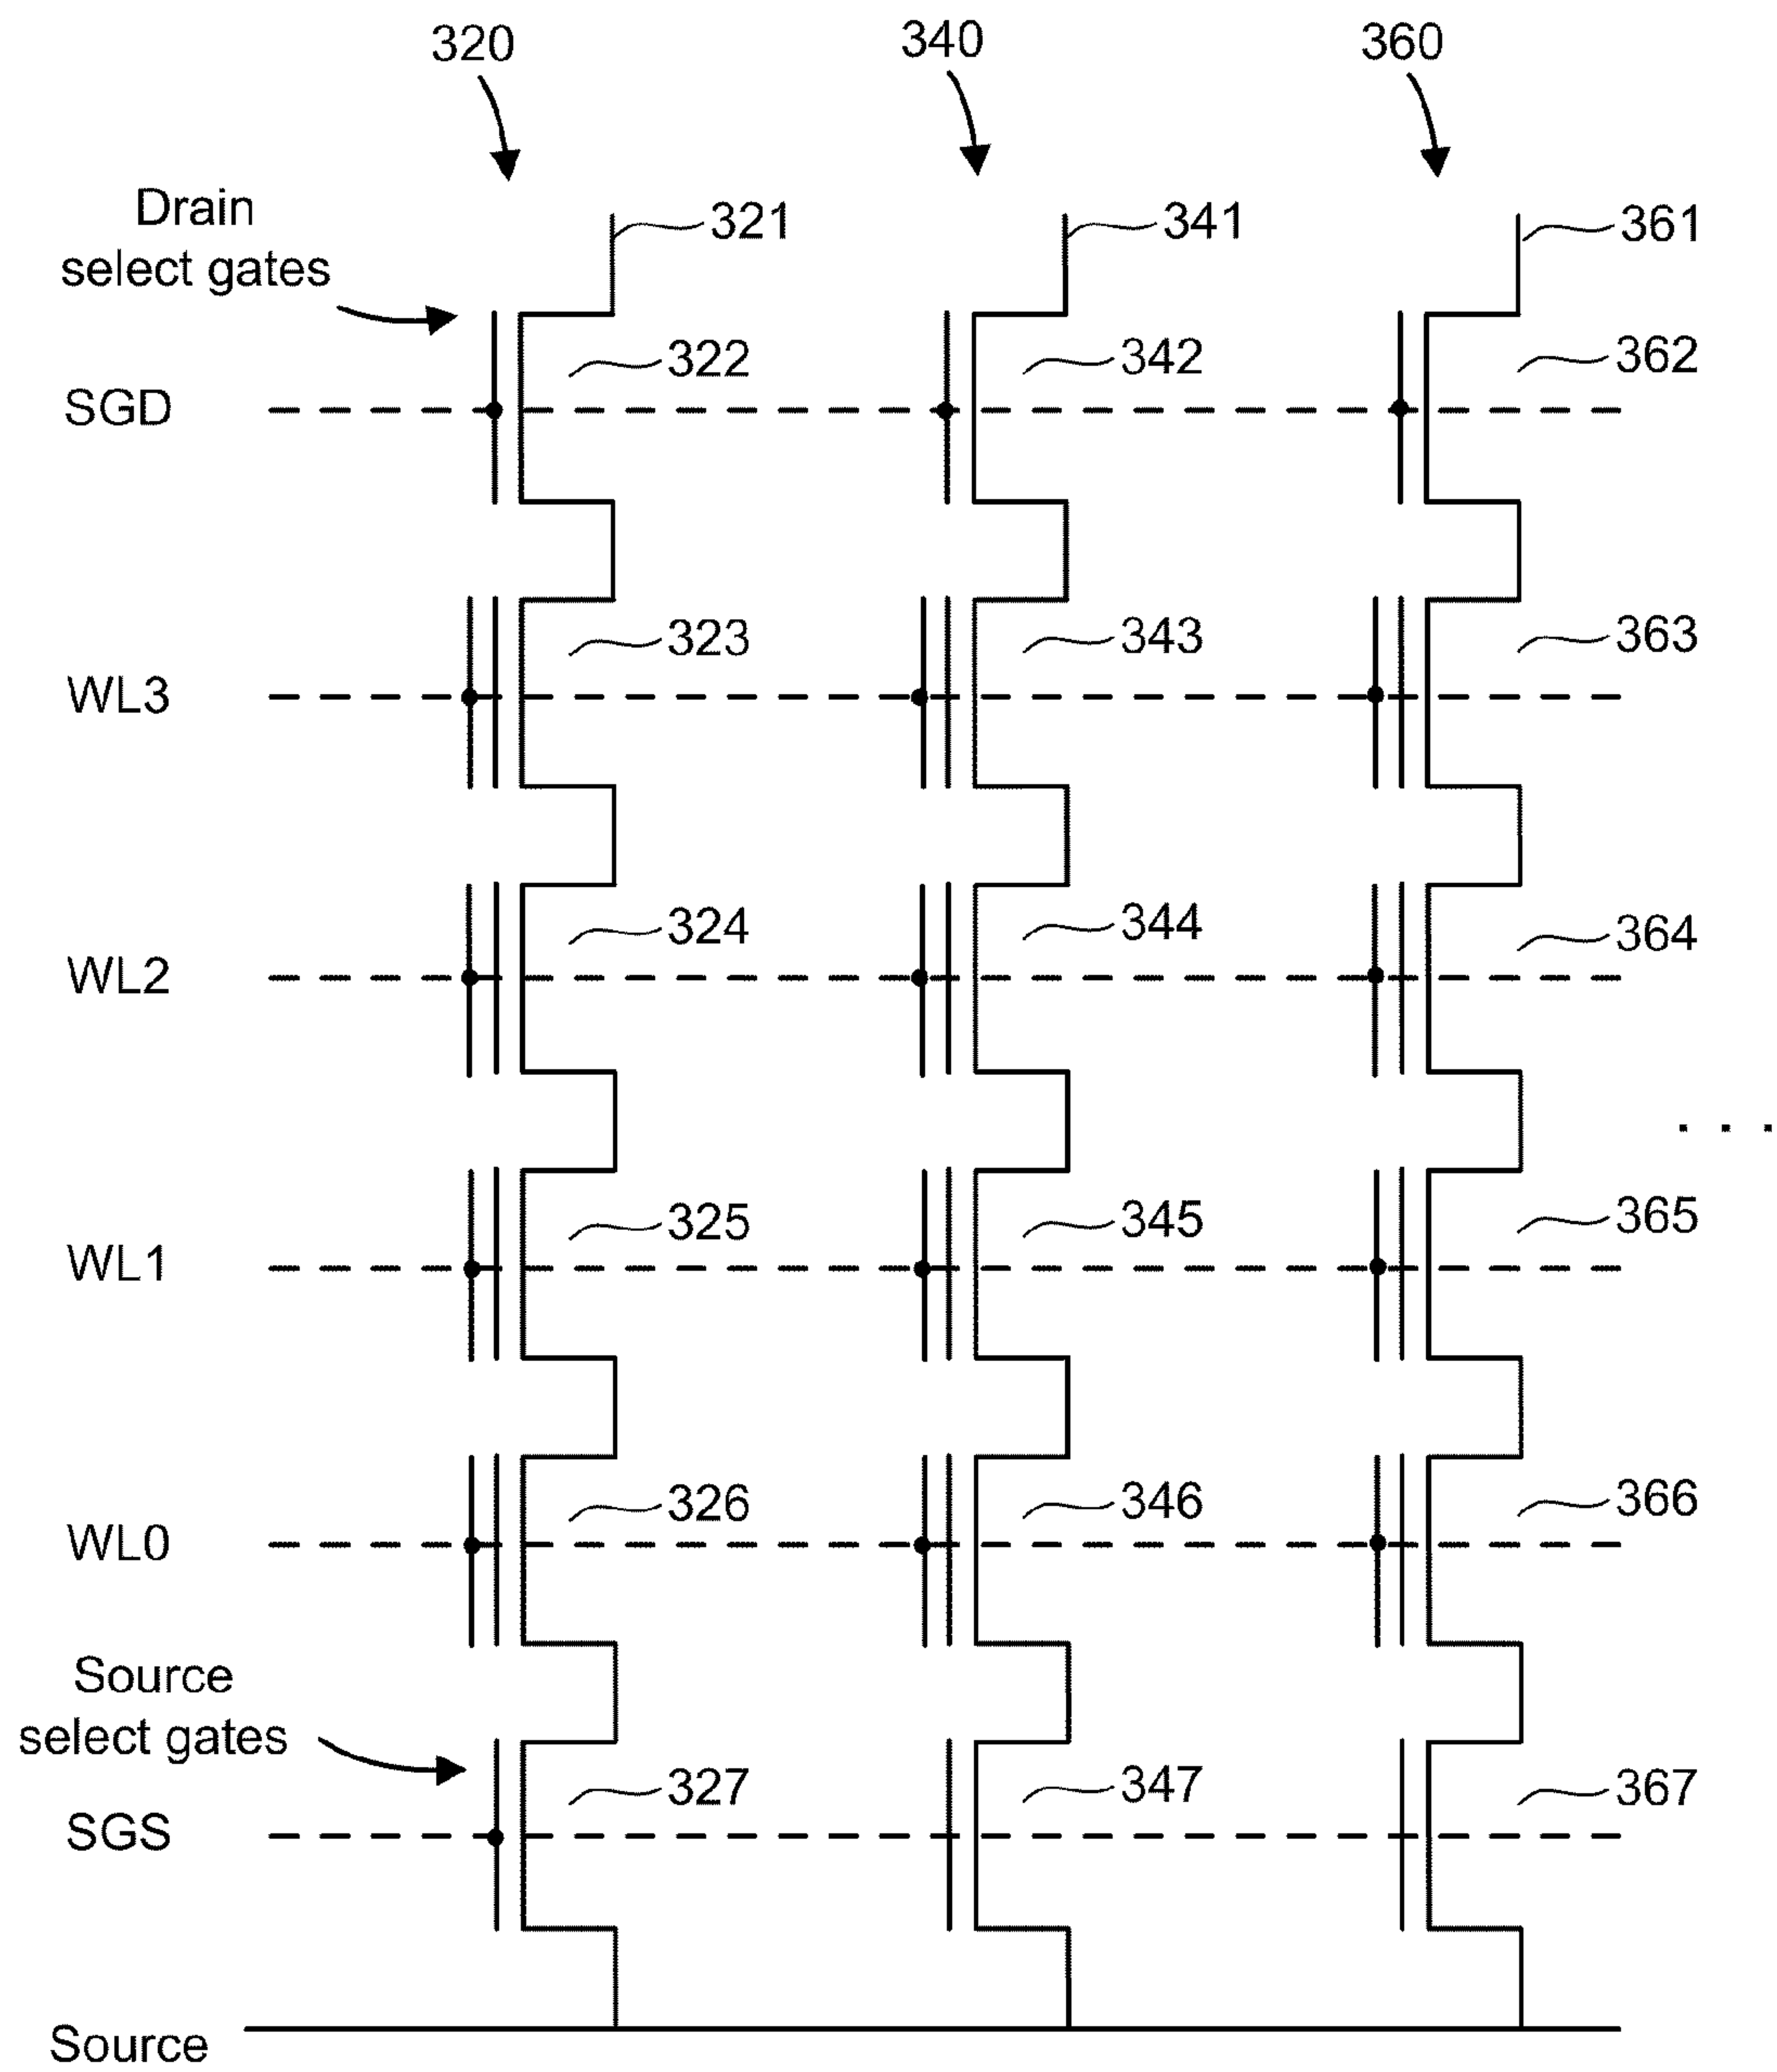 320 340 360
Drain
select gates
321 341 361
322 342 362
SGD
323 343 363
WL3
324 344 364
WL2
. . .
325 345 365
WL1
326 346 366
WL0
Source
select gates
327 347 367
SGS
Source